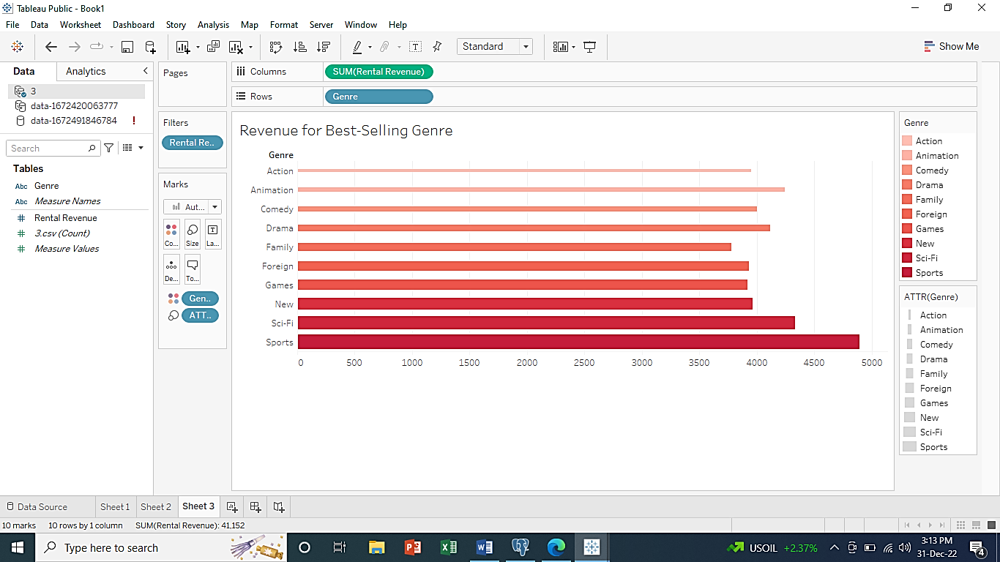 Tableau Public - Book1
File Data Worksheet Dashboard Story Analysis Map Format Server Window Help
Standard
Show Me
Data Analytics
3
data-1672420063777
data-1672491846784 !
Search
Tables
Abc Genre
Abc Measure Names
# Rental Revenue
# 3.csv (Count)
# Measure Values
Pages
Filters
Rental Re..
Marks
Aut...
Co... Size La...
De... To...
Gen..
ATT..
Columns SUM(Rental Revenue)
Rows Genre
Revenue for Best-Selling Genre
Genre
Action
Animation
Comedy
Drama
Family
Foreign
Games
New
Sci-Fi
Sports
0 500 1000 1500 2000 2500 3000 3500 4000 4500 5000
Genre
Action
Animation
Comedy
Drama
Family
Foreign
Games
New
Sci-Fi
Sports
ATTR(Genre)
Action
Animation
Comedy
Drama
Family
Foreign
Games
New
Sci-Fi
Sports
Data Source Sheet 1 Sheet 2 Sheet 3
10 marks 10 rows by 1 column SUM(Rental Revenue): 41,152
Type here to search
USOIL +2.37%
3:13 PM
31-Dec-22
4